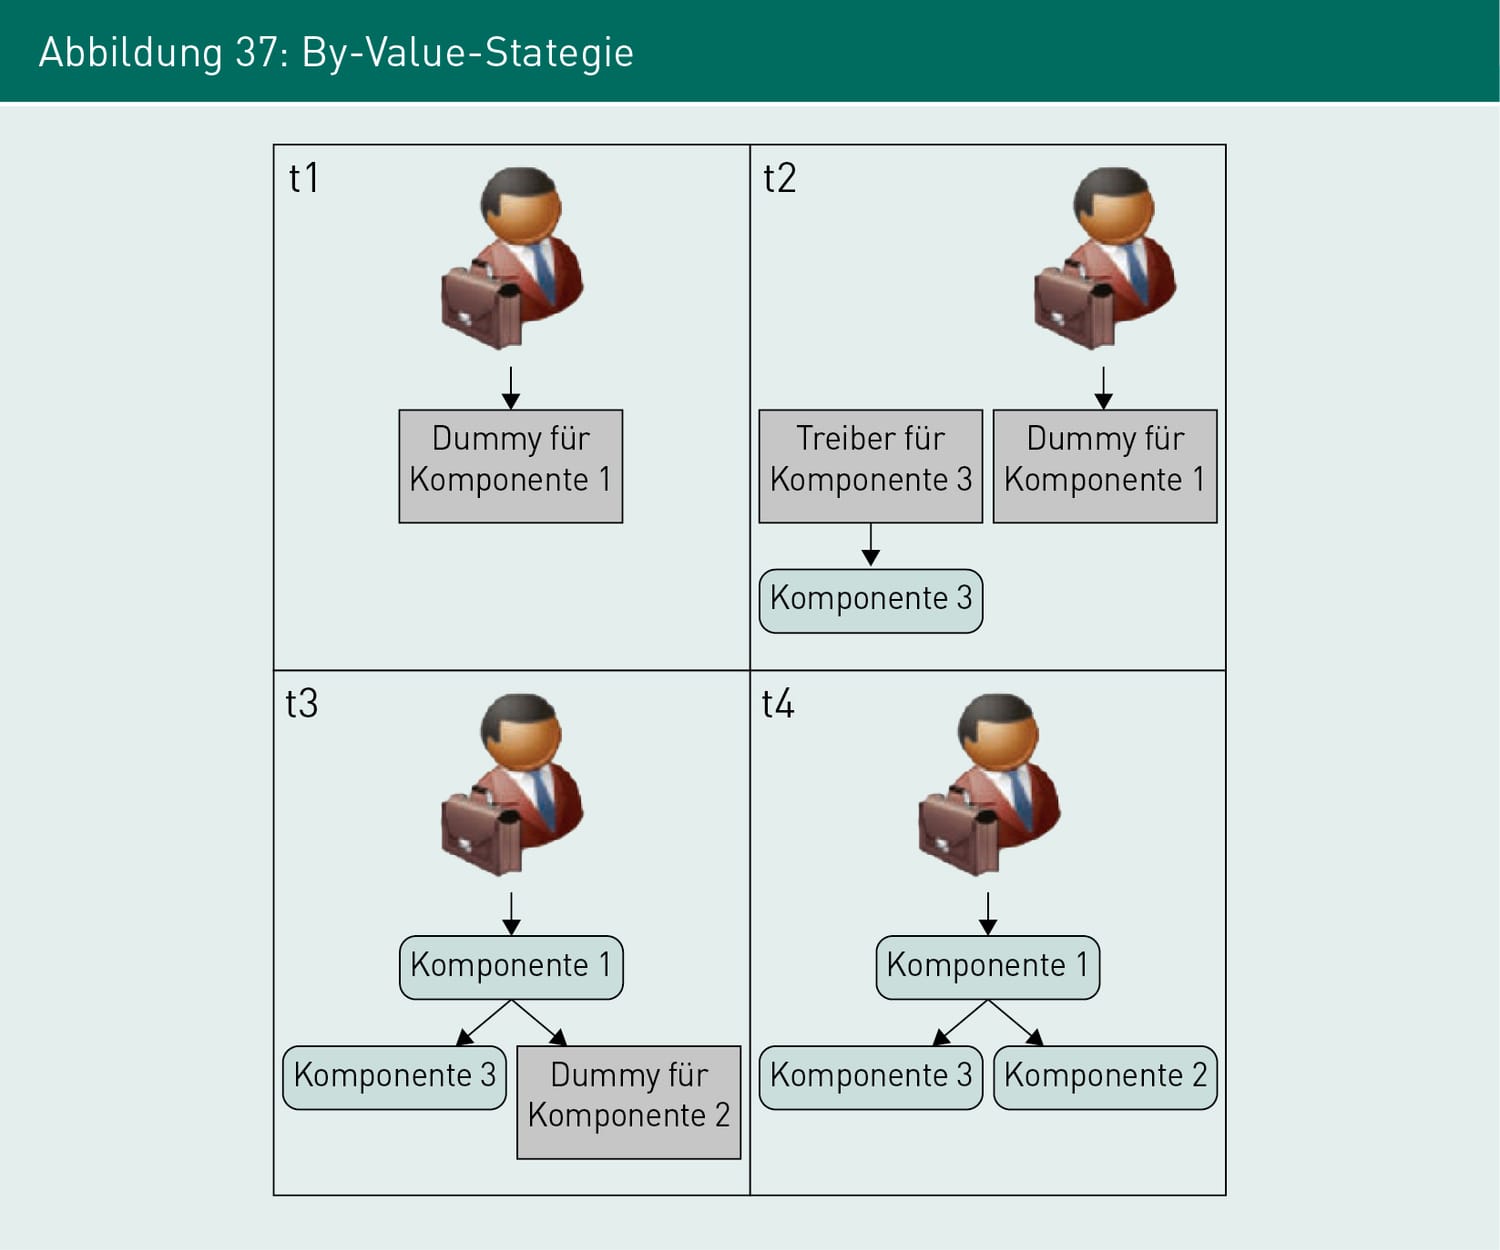 Abbildung 37: By-Value-Stategie
t1
Dummy für
Komponente 1
t2
Treiber für
Komponente 3
Dummy für
Komponente 1
Komponente 3
t3
Komponente 1
Komponente 3
Dummy für
Komponente 2
t4
Komponente 1
Komponente 3
Komponente 2